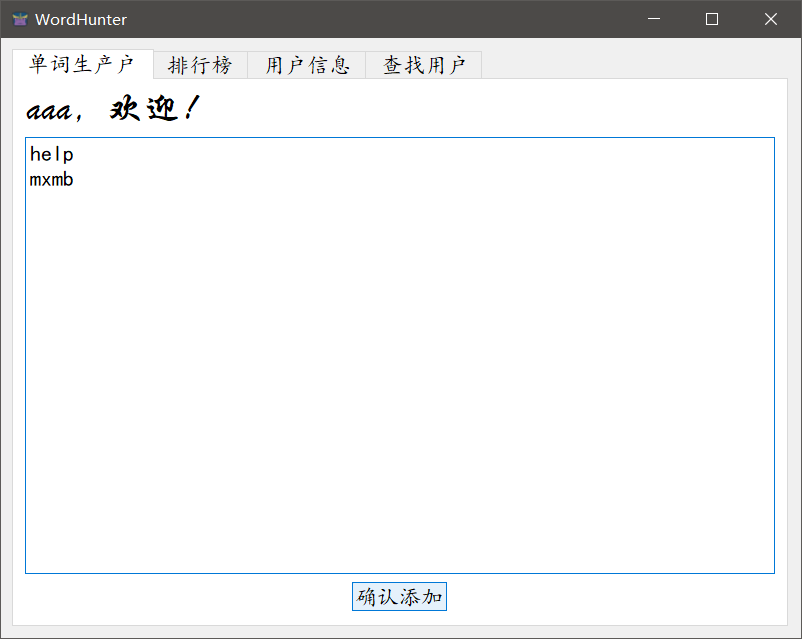 WordHunter
单词生产户 排行榜 用户信息 查找用户
aaa，欢迎！
help
mxmb
确认添加